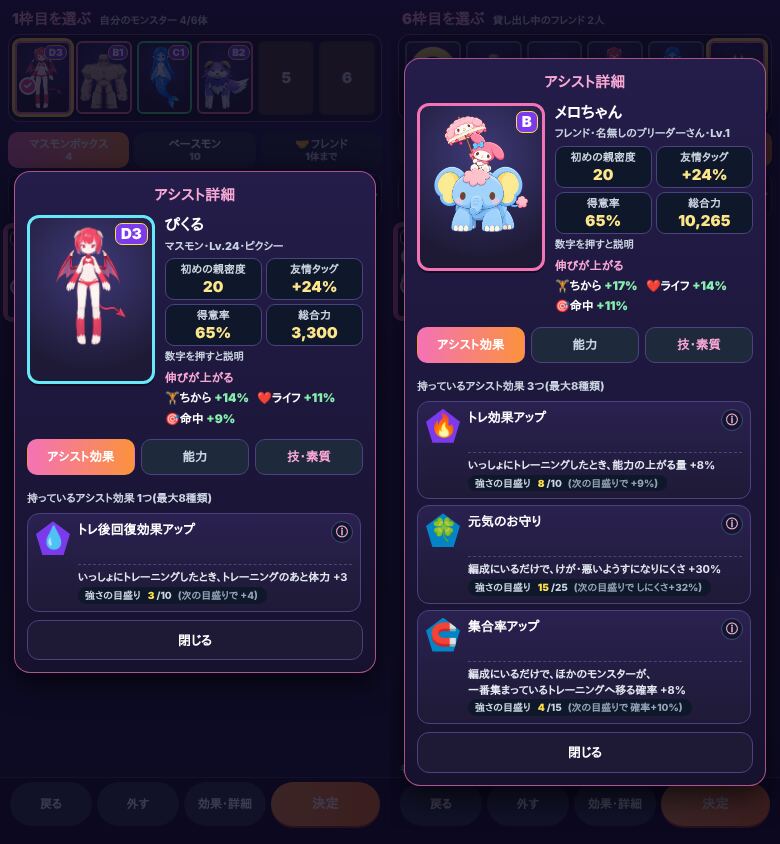 1枠目を選ぶ 自分のモンスター 4/6体
D3
B1
C1
B2
5
6
マスモンボックス
4
ベースモン
10
フレンド
1体まで
アシスト詳細
D3
ぴくる
マスモン・Lv.24・ピクシー
初めの親密度
20
友情タッグ
+24%
得意率
65%
総合力
3,300
数字を押すと説明
伸びが上がる
ちから +14% ライフ +11%
命中 +9%
アシスト効果
能力
技・素質
持っているアシスト効果 1つ(最大8種類)
トレ後回復効果アップ
いっしょにトレーニングしたとき、トレーニングのあと体力 +3
強さの目盛り 3/10 (次の目盛りで +4)
閉じる
戻る
外す
効果・詳細
決定
6枠目を選ぶ 貸し出し中のフレンド 2人
アシスト詳細
B
メロちゃん
フレンド・名無しのブリーダーさん・Lv.1
初めの親密度
20
友情タッグ
+24%
得意率
65%
総合力
10,265
数字を押すと説明
伸びが上がる
ちから +17% ライフ +14%
命中 +11%
アシスト効果
能力
技・素質
持っているアシスト効果 3つ(最大8種類)
トレ効果アップ
いっしょにトレーニングしたとき、能力の上がる量 +8%
強さの目盛り 8/10 (次の目盛りで +9%)
元気のお守り
編成にいるだけで、けが・悪いようすになりにくさ +30%
強さの目盛り 15/25 (次の目盛りで しにくさ+32%)
集合率アップ
編成にいるだけで、ほかのモンスターが、
一番集まっているトレーニングへ移る確率 +8%
強さの目盛り 4/15 (次の目盛りで 確率+10%)
閉じる
戻る
外す
効果・詳細
決定